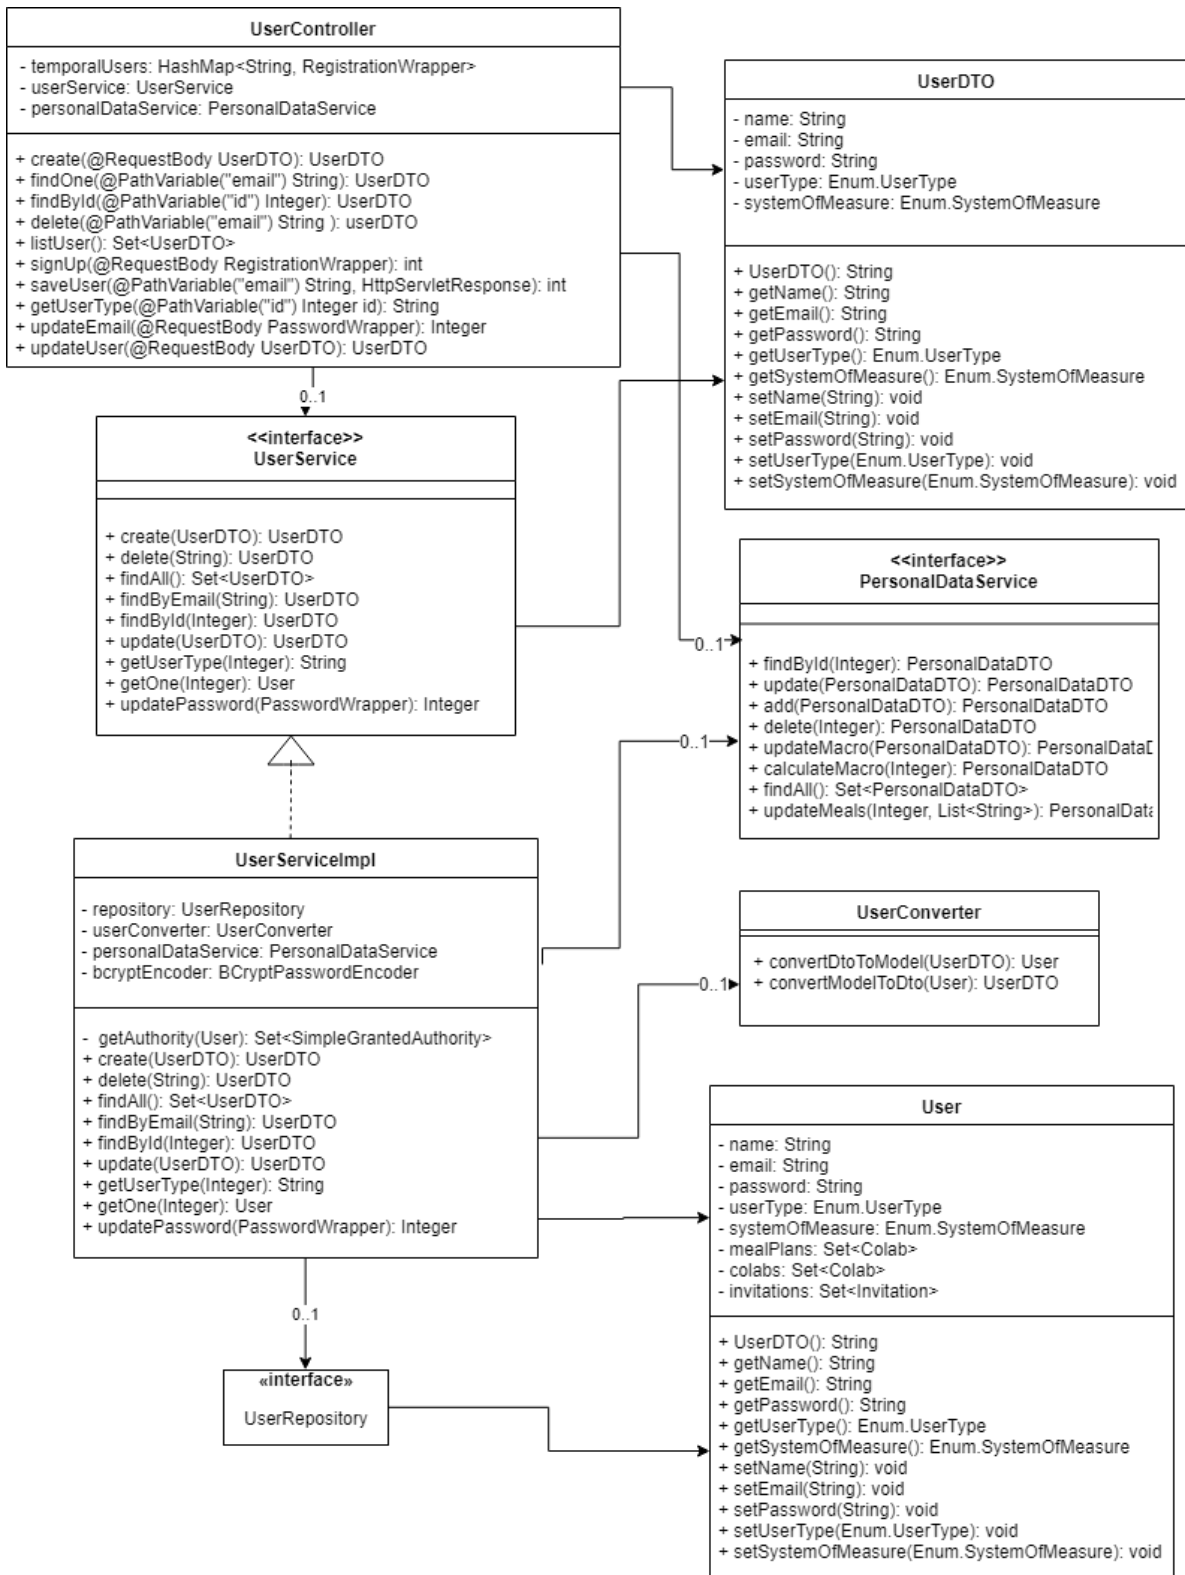 UserController
- temporalUsers: HashMap<String, RegistrationWrapper>
- userService: UserService
- personalDataService: PersonalDataService
+ create(@RequestBody UserDTO): UserDTO
+ findOne(@PathVariable("email") String): UserDTO
+ findById(@PathVariable("id") Integer): UserDTO
+ delete(@PathVariable("email") String ): userDTO
+ listUser(): Set<UserDTO>
+ signUp(@RequestBody RegistrationWrapper): int
+ saveUser(@PathVariable("email") String, HttpServletResponse): int
+ getUserType(@PathVariable("id") Integer id): String
+ updateEmail(@RequestBody PasswordWrapper): Integer
+ updateUser(@RequestBody UserDTO): UserDTO
UserDTO
- name: String
- email: String
- password: String
- userType: Enum.UserType
- systemOfMeasure: Enum.SystemOfMeasure
+ UserDTO(): String
+ getName(): String
+ getEmail(): String
+ getPassword(): String
+ getUserType(): Enum.UserType
+ getSystemOfMeasure(): Enum.SystemOfMeasure
+ setName(String): void
+ setEmail(String): void
+ setPassword(String): void
+ setUserType(Enum.UserType): void
+ setSystemOfMeasure(Enum.SystemOfMeasure): void
0..1
<<interface>>
UserService
+ create(UserDTO): UserDTO
+ delete(String): UserDTO
+ findAll(): Set<UserDTO>
+ findByEmail(String): UserDTO
+ findById(Integer): UserDTO
+ update(UserDTO): UserDTO
+ getUserType(Integer): String
+ getOne(Integer): User
+ updatePassword(PasswordWrapper): Integer
<<interface>>
PersonalDataService
0..1
+ findById(Integer): PersonalDataDTO
+ update(PersonalDataDTO): PersonalDataDTO
+ add(PersonalDataDTO): PersonalDataDTO
+ delete(Integer): PersonalDataDTO
+ updateMacro(PersonalDataDTO): PersonalDataD
+ calculateMacro(Integer): PersonalDataDTO
+ findAll(): Set<PersonalDataDTO>
+ updateMeals(Integer, List<String>): PersonalData
0..1
UserServiceImpl
- repository: UserRepository
- userConverter: UserConverter
- personalDataService: PersonalDataService
- bcryptEncoder: BCryptPasswordEncoder
- getAuthority(User): Set<SimpleGrantedAuthority>
+ create(UserDTO): UserDTO
+ delete(String): UserDTO
+ findAll(): Set<UserDTO>
+ findByEmail(String): UserDTO
+ findById(Integer): UserDTO
+ update(UserDTO): UserDTO
+ getUserType(Integer): String
+ getOne(Integer): User
+ updatePassword(PasswordWrapper): Integer
UserConverter
+ convertDtoToModel(UserDTO): User
+ convertModelToDto(User): UserDTO
0..1
User
- name: String
- email: String
- password: String
- userType: Enum.UserType
- systemOfMeasure: Enum.SystemOfMeasure
- mealPlans: Set<Colab>
- colabs: Set<Colab>
- invitations: Set<Invitation>
+ UserDTO(): String
+ getName(): String
+ getEmail(): String
+ getPassword(): String
+ getUserType(): Enum.UserType
+ getSystemOfMeasure(): Enum.SystemOfMeasure
+ setName(String): void
+ setEmail(String): void
+ setPassword(String): void
+ setUserType(Enum.UserType): void
+ setSystemOfMeasure(Enum.SystemOfMeasure): void
0..1
«interface»
UserRepository